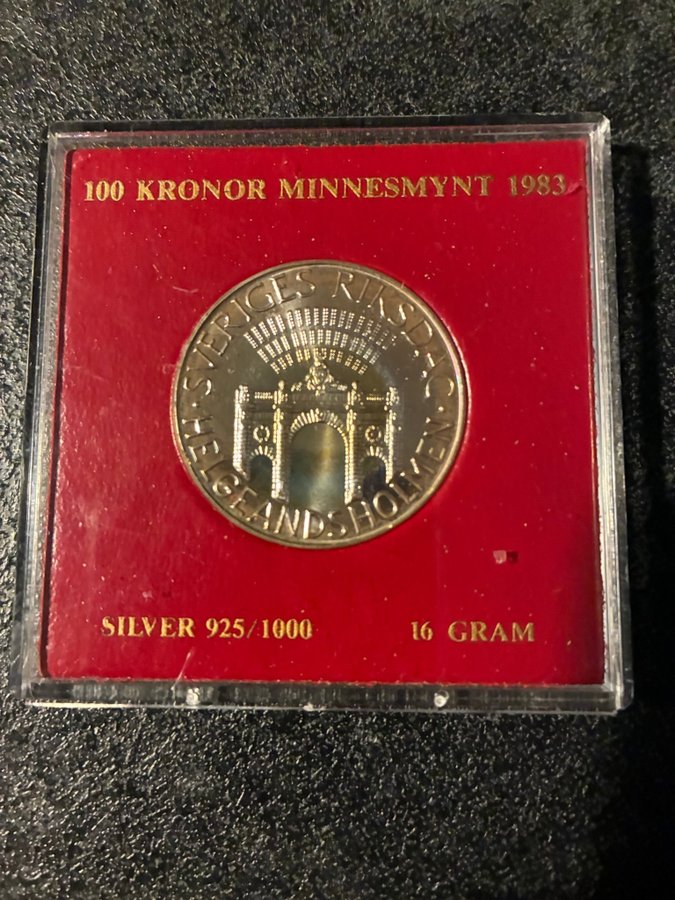 100 KRONOR MINNESMYNT 1983
SVERIGES RIKSDAG · HELGEANDSHOLMEN ·
SILVER 925/1000 16 GRAM